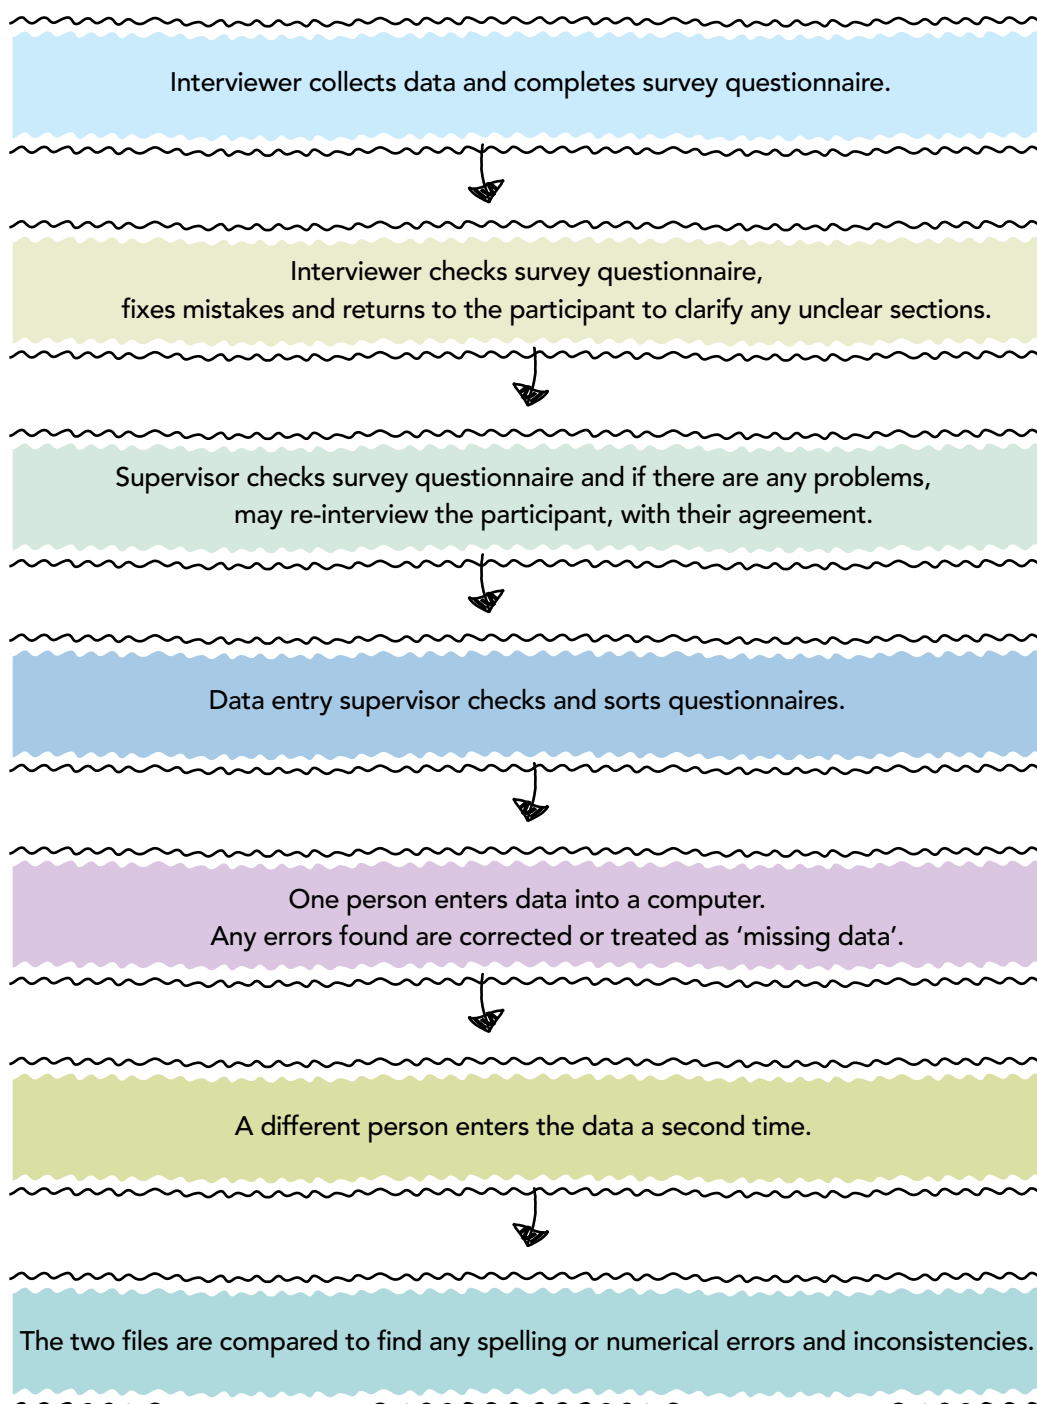 Interviewer collects data and completes survey questionnaire.
Interviewer checks survey questionnaire,
fixes mistakes and returns to the participant to clarify any unclear sections.
Supervisor checks survey questionnaire and if there are any problems,
may re-interview the participant, with their agreement.
Data entry supervisor checks and sorts questionnaires.
One person enters data into a computer.
Any errors found are corrected or treated as ‘missing data’.
A different person enters the data a second time.
The two files are compared to find any spelling or numerical errors and inconsistencies.